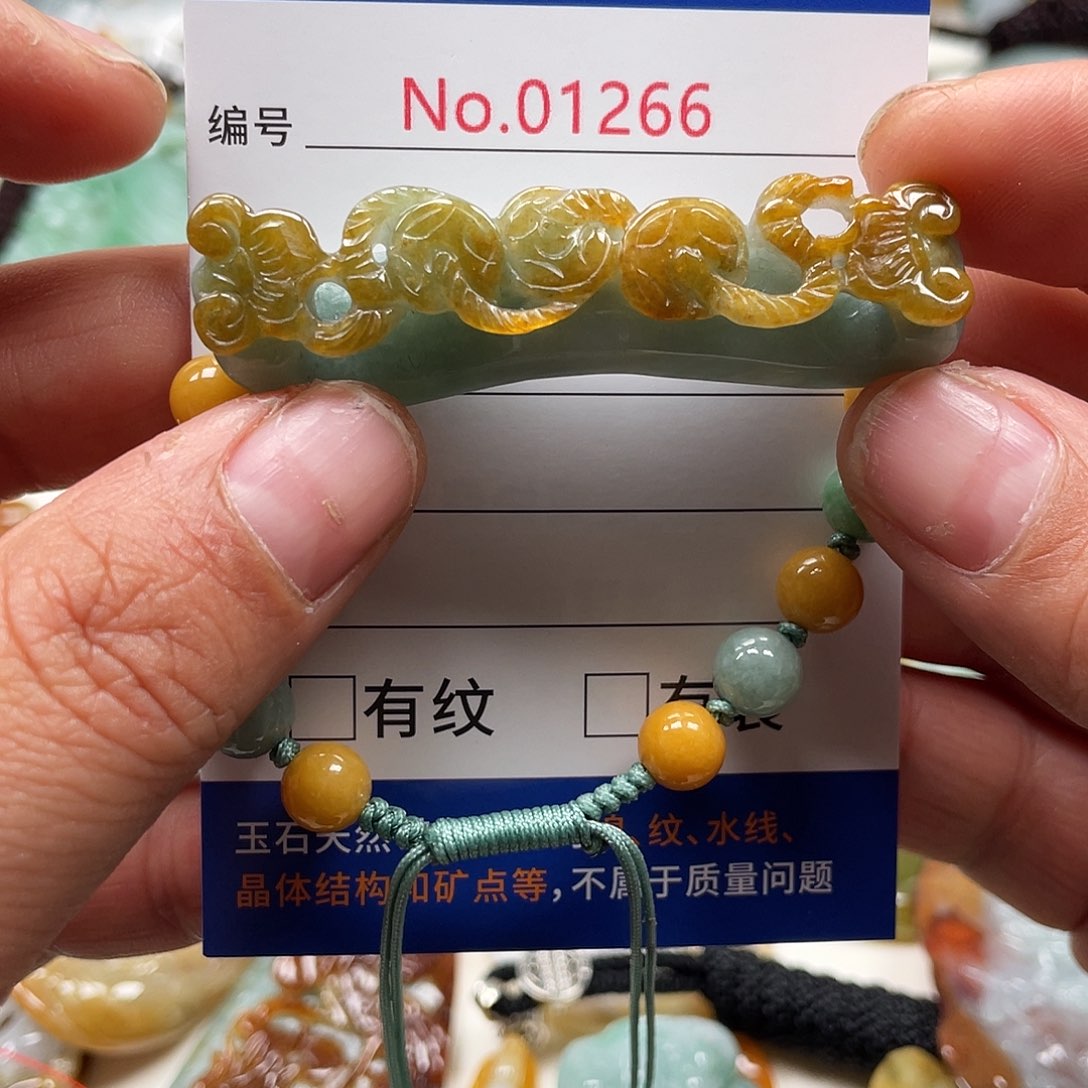 编号 No.01266
有纹
玉石天然 纹、水线、
晶体结构和矿点等,不属于质量问题